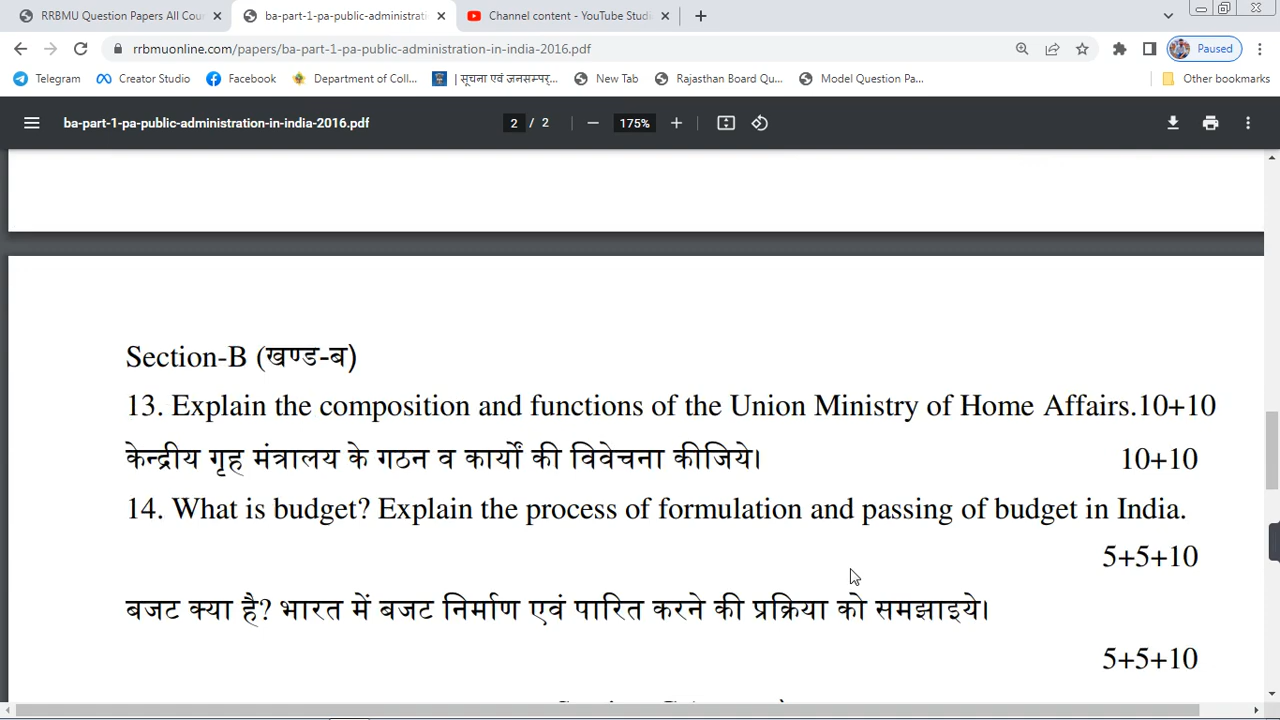 RRBMU Question Papers All Cou
ba-part-1-pa-public-administrati
Channel content - YouTube Studi
rrbmuonline.com/papers/ba-part-1-pa-public-administration-in-india-2016.pdf
Paused
Telegram
Creator Studio
Facebook
Department of Coll...
| सूचना एवं जनसम्पर्...
New Tab
Rajasthan Board Qu...
Model Question Pa...
Other bookmarks
ba-part-1-pa-public-administration-in-india-2016.pdf
2 / 2
175%
Section-B (खण्ड-ब)
13. Explain the composition and functions of the Union Ministry of Home Affairs.10+10
केन्द्रीय गृह मंत्रालय के गठन व कार्यों की विवेचना कीजिये। 10+10
14. What is budget? Explain the process of formulation and passing of budget in India.
5+5+10
बजट क्या है? भारत में बजट निर्माण एवं पारित करने की प्रक्रिया को समझाइये।
5+5+10